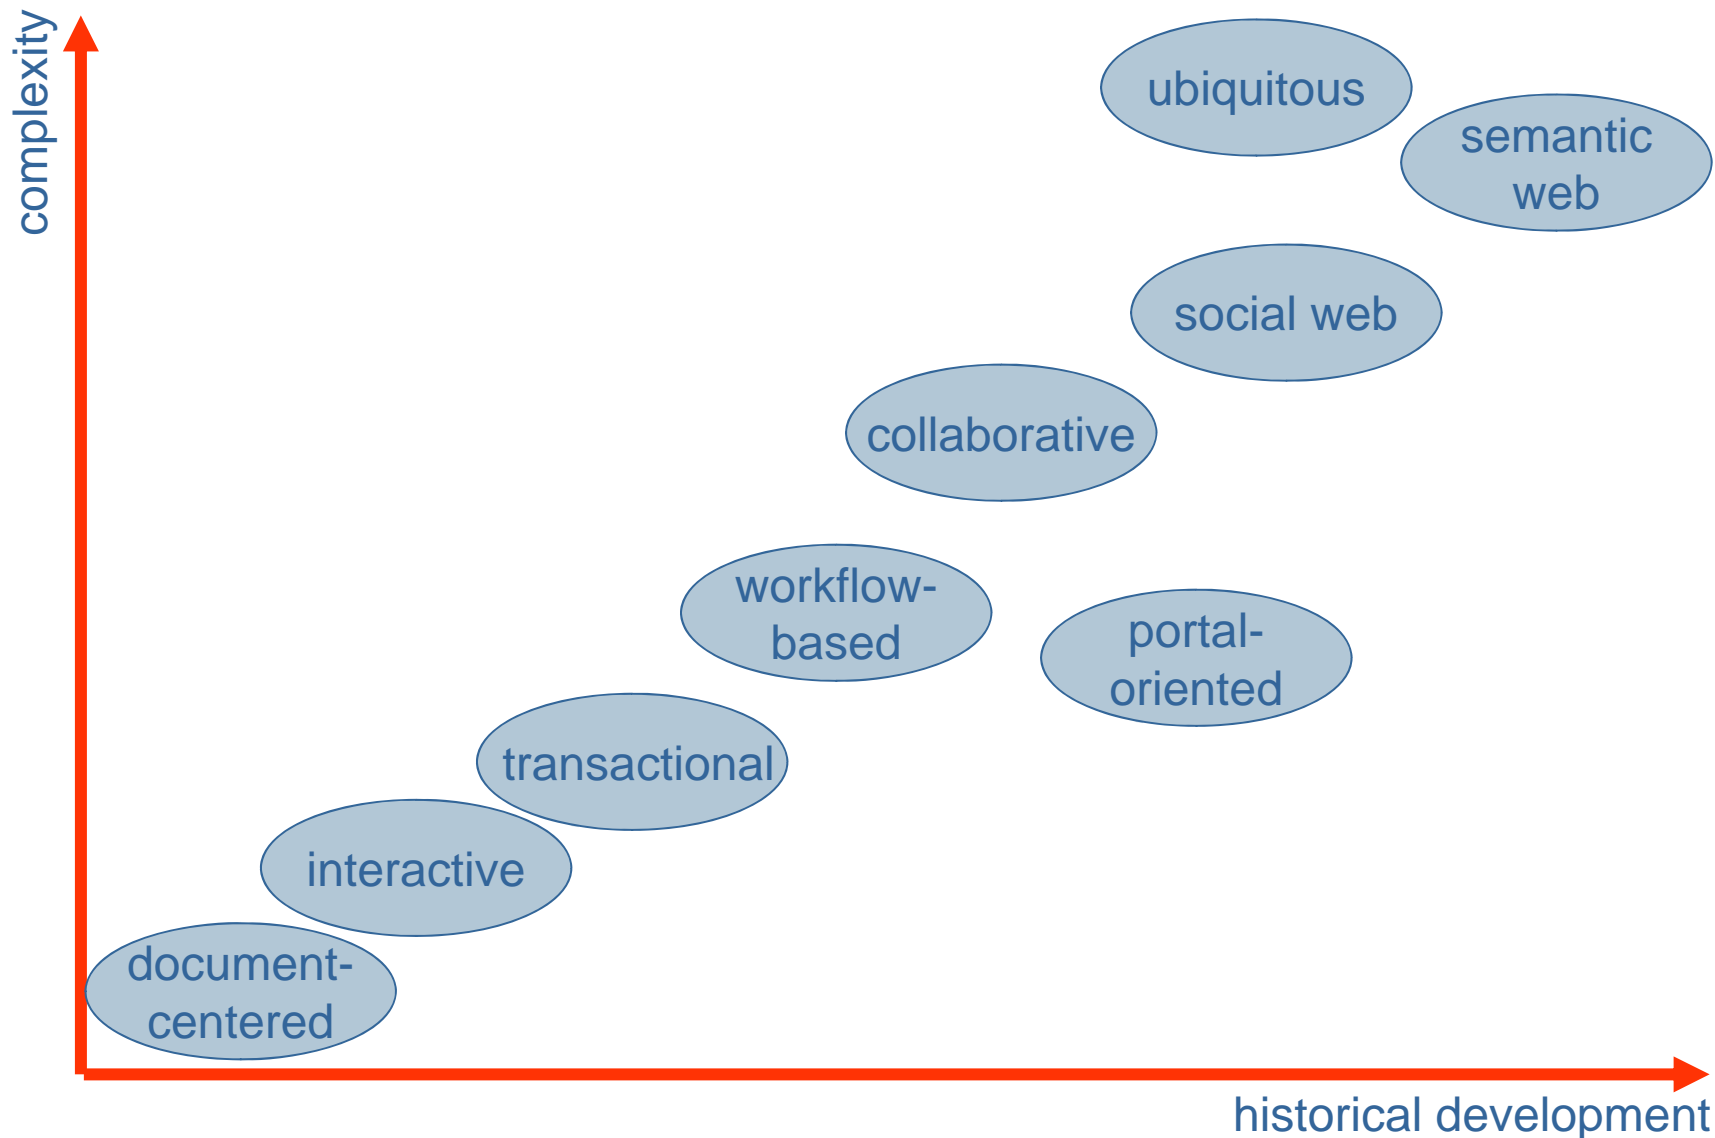 complexity
ubiquitous
semantic
web
social web
collaborative
workflow-
based
portal-
oriented
transactional
interactive
document-
centered
historical development